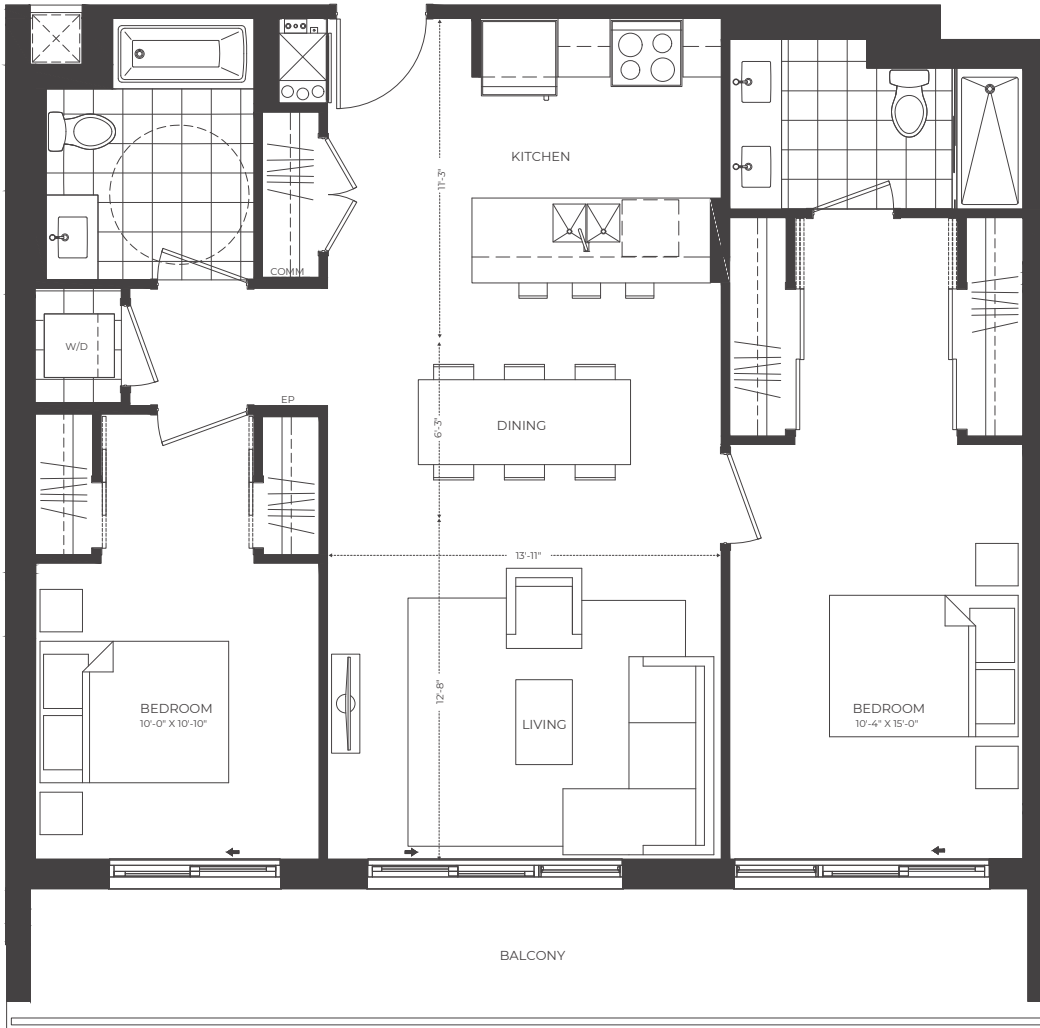 KITCHEN
11'-3"
COMM
W/D
EP
6'-3"
DINING
13'-11"
12'-8"
BEDROOM
10'-0" X 10'-10"
LIVING
BEDROOM
10'-4" X 15'-0"
BALCONY